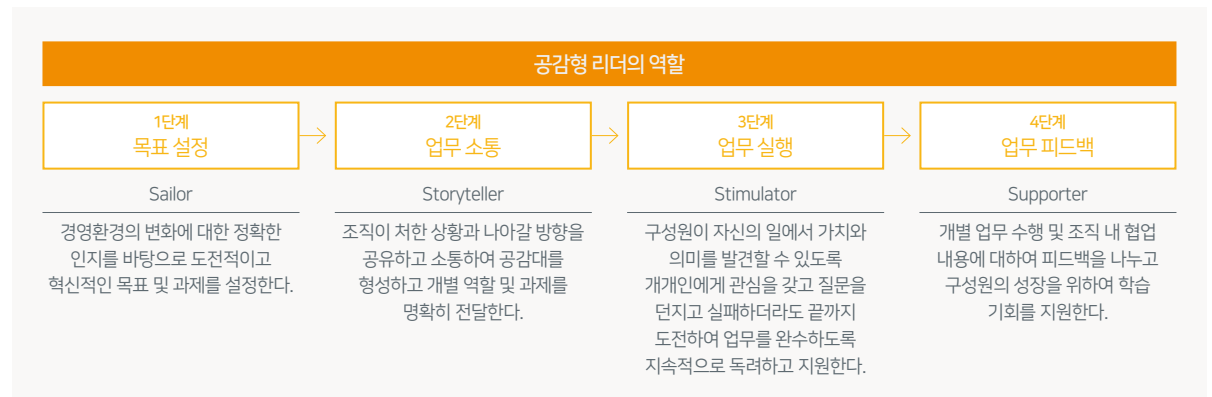 공감형 리더의 역할
1단계
목표 설정
Sailor
경영환경의 변화에 대한 정확한
인지를 바탕으로 도전적이고
혁신적인 목표 및 과제를 설정한다.
2단계
업무 소통
Storyteller
조직이 처한 상황과 나아갈 방향을
공유하고 소통하여 공감대를
형성하고 개별 역할 및 과제를
명확히 전달한다.
3단계
업무 실행
Stimulator
구성원이 자신의 일에서 가치와
의미를 발견할 수 있도록
개개인에게 관심을 갖고 질문을
던지고 실패하더라도 끝까지
도전하여 업무를 완수하도록
지속적으로 독려하고 지원한다.
4단계
업무 피드백
Supporter
개별 업무 수행 및 조직 내 협업
내용에 대하여 피드백을 나누고
구성원의 성장을 위하여 학습
기회를 지원한다.